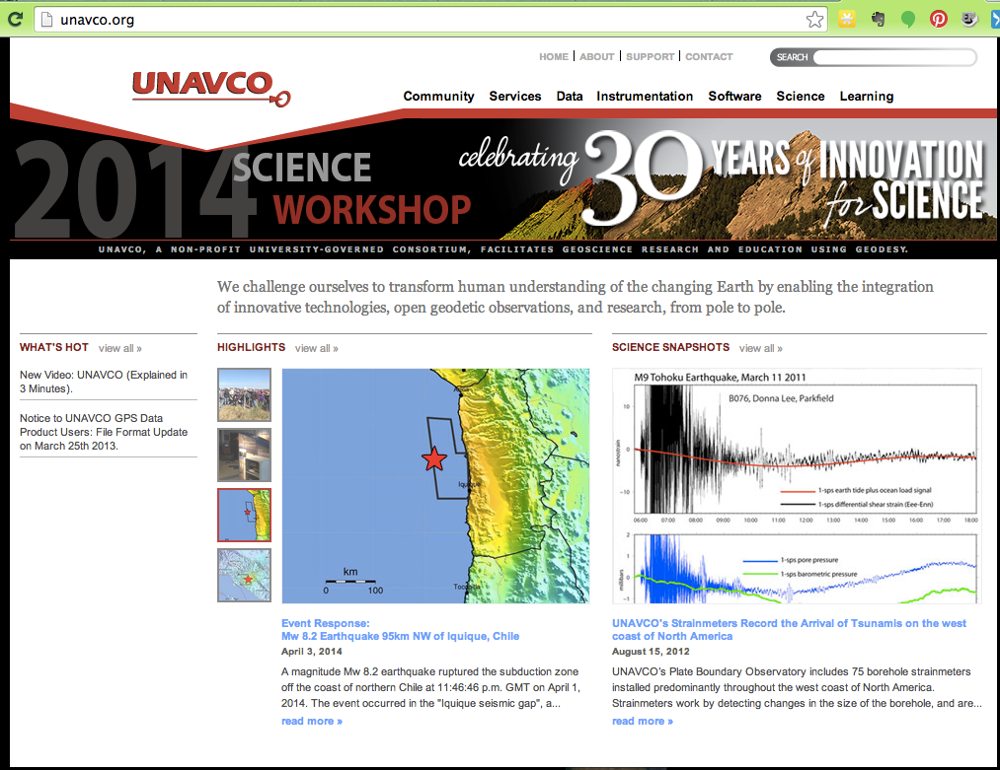 unavco.org
HOME | ABOUT | SUPPORT | CONTACT
SEARCH
UNAVCO
Community Services Data Instrumentation Software Science Learning
2014 SCIENCE
WORKSHOP
celebrating 30 YEARS of INNOVATION
for SCIENCE
UNAVCO, A NON-PROFIT UNIVERSITY-GOVERNED CONSORTIUM, FACILITATES GEOSCIENCE RESEARCH AND EDUCATION USING GEODESY.
We challenge ourselves to transform human understanding of the changing Earth by enabling the integration
of innovative technologies, open geodetic observations, and research, from pole to pole.
WHAT'S HOT view all »
New Video: UNAVCO (Explained in
3 Minutes).
Notice to UNAVCO GPS Data
Product Users: File Format Update
on March 25th 2013.
HIGHLIGHTS view all »
Iquique
km
0 100
Event Response:
Mw 8.2 Earthquake 95km NW of Iquique, Chile
April 3, 2014
A magnitude Mw 8.2 earthquake ruptured the subduction zone
off the coast of northern Chile at 11:46:46 p.m. GMT on April 1,
2014. The event occurred in the "Iquique seismic gap", a...
read more »
SCIENCE SNAPSHOTS view all »
M9 Tohoku Earthquake, March 11 2011
B076, Donna Lee, Parkfield
10
0
-10
nanostrain
1-sps earth tide plus ocean load signal
1-sps differential shear strain (Eee-Enn)
06:00 07:00 08:00 09:00 10:00 11:00 12:00 13:00 14:00 15:00 16:00 17:00 18:00
2
1
0
-1
millibars
1-sps pore pressure
1-sps barometric pressure
UNAVCO's Strainmeters Record the Arrival of Tsunamis on the west
coast of North America
August 15, 2012
UNAVCO's Plate Boundary Observatory includes 75 borehole strainmeters
installed predominantly throughout the west coast of North America.
Strainmeters work by detecting changes in the size of the borehole, and are...
read more »